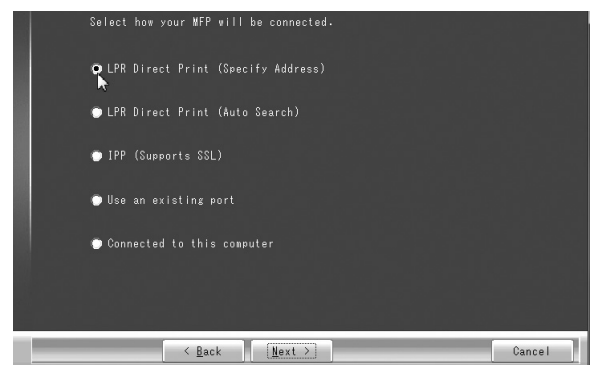 Select how your MFP will be connected.
LPR Direct Print (Specify Address)
LPR Direct Print (Auto Search)
IPP (Supports SSL)
Use an existing port
Connected to this computer
< Back Next > Cancel